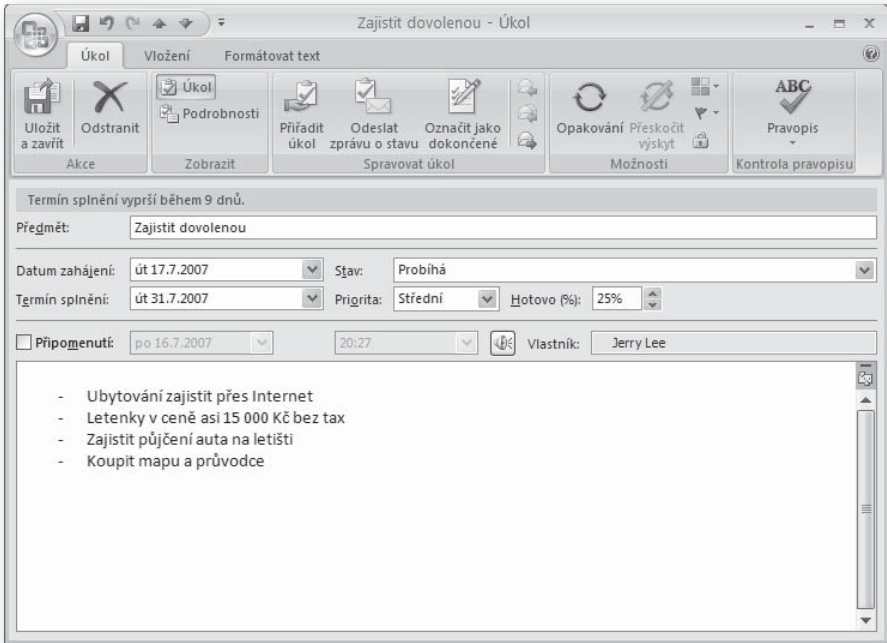 Zajistit dovolenou - Úkol
Úkol Vložení Formátovat text
Uložit a zavřít
Odstranit
Úkol
Podrobnosti
Přiřadit úkol
Odeslat zprávu o stavu
Označit jako dokončené
Opakování
Přeskočit výskyt
ABC
Pravopis
Akce Zobrazit Spravovat úkol Možnosti Kontrola pravopisu
Termín splnění vyprší během 9 dnů.
Předmět: Zajistit dovolenou
Datum zahájení: út 17.7.2007 Stav: Probíhá
Termín splnění: út 31.7.2007 Priorita: Střední Hotovo (%): 25%
Připomenutí: po 16.7.2007 20:27 Vlastník: Jerry Lee
- Ubytování zajistit přes Internet
- Letenky v ceně asi 15 000 Kč bez tax
- Zajistit půjčení auta na letišti
- Koupit mapu a průvodce